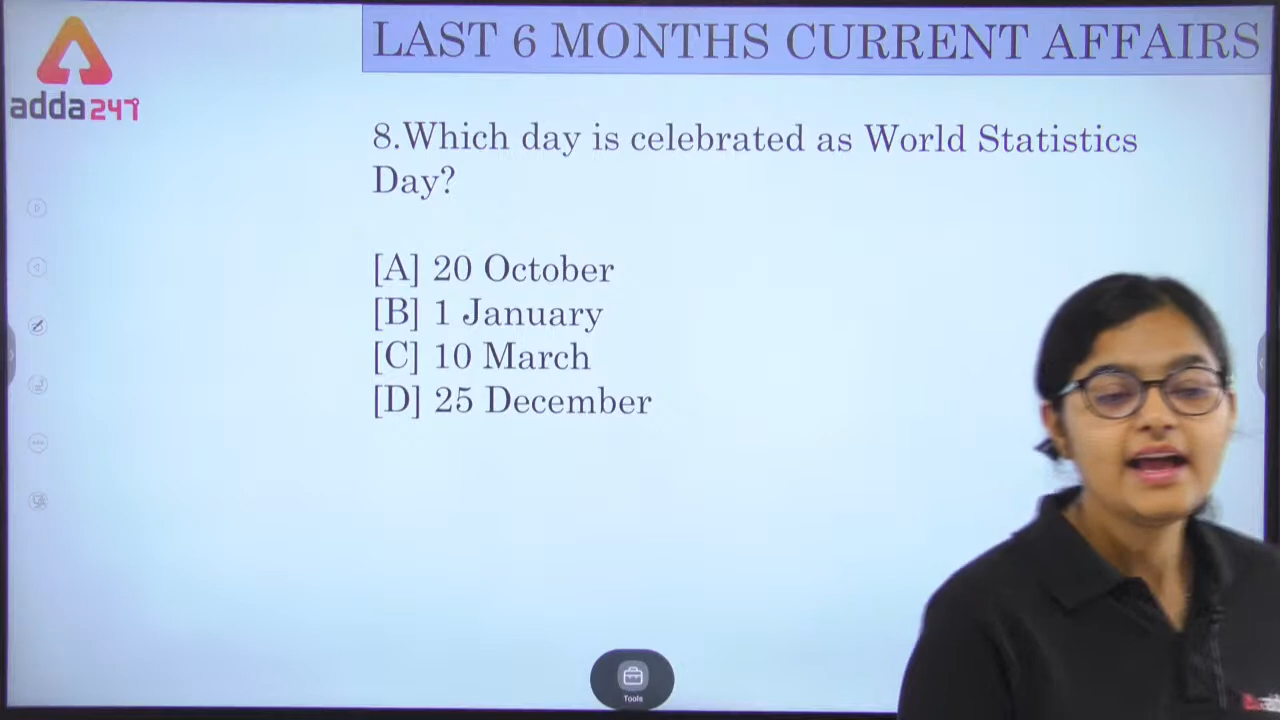 LAST 6 MONTHS CURRENT AFFAIRS
adda247
8.Which day is celebrated as World Statistics
Day?
[A] 20 October
[B] 1 January
[C] 10 March
[D] 25 December
Tools